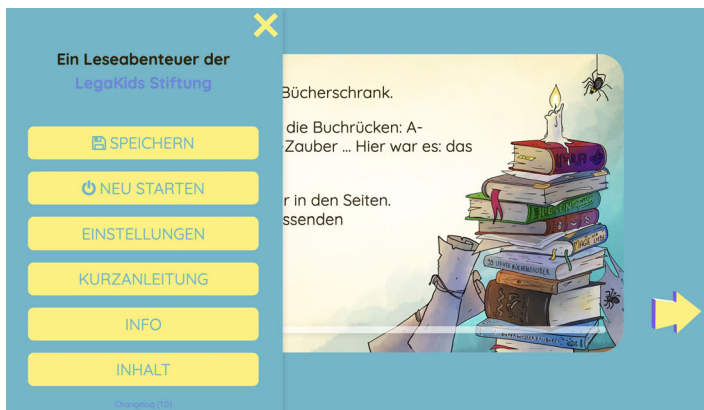 Ein Leseabenteuer der
LegaKids Stiftung
SPEICHERN
NEU STARTEN
EINSTELLUNGEN
KURZANLEITUNG
INFO
INHALT
Changelog (1.0)
Bücherschrank.
die Buchrücken: A-
Zauber ... Hier war es: das
r in den Seiten.
ssenden